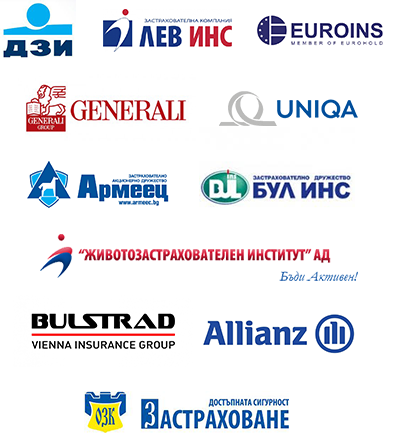 ДЗИ
ЗАСТРАХОВАТЕЛНА КОМПАНИЯ
ЛЕВ ИНС
EUROINS
MEMBER OF EUROHOLD
GENERALI
GROUP
GENERALI
UNIQA
ЗАСТРАХОВАТЕЛНО
АКЦИОНЕРНО ДРУЖЕСТВО
Армеец
www.armeec.bg
ЗАСТРАХОВАТЕЛНО ДРУЖЕСТВО
БУЛ ИНС
"ЖИВОТОЗАСТРАХОВАТЕЛЕН ИНСТИТУТ" АД
Бъди Активен!
BULSTRAD
VIENNA INSURANCE GROUP
Allianz
ОЗК
ДОСТЪПНАТА СИГУРНОСТ
ЗАСТРАХОВАНЕ